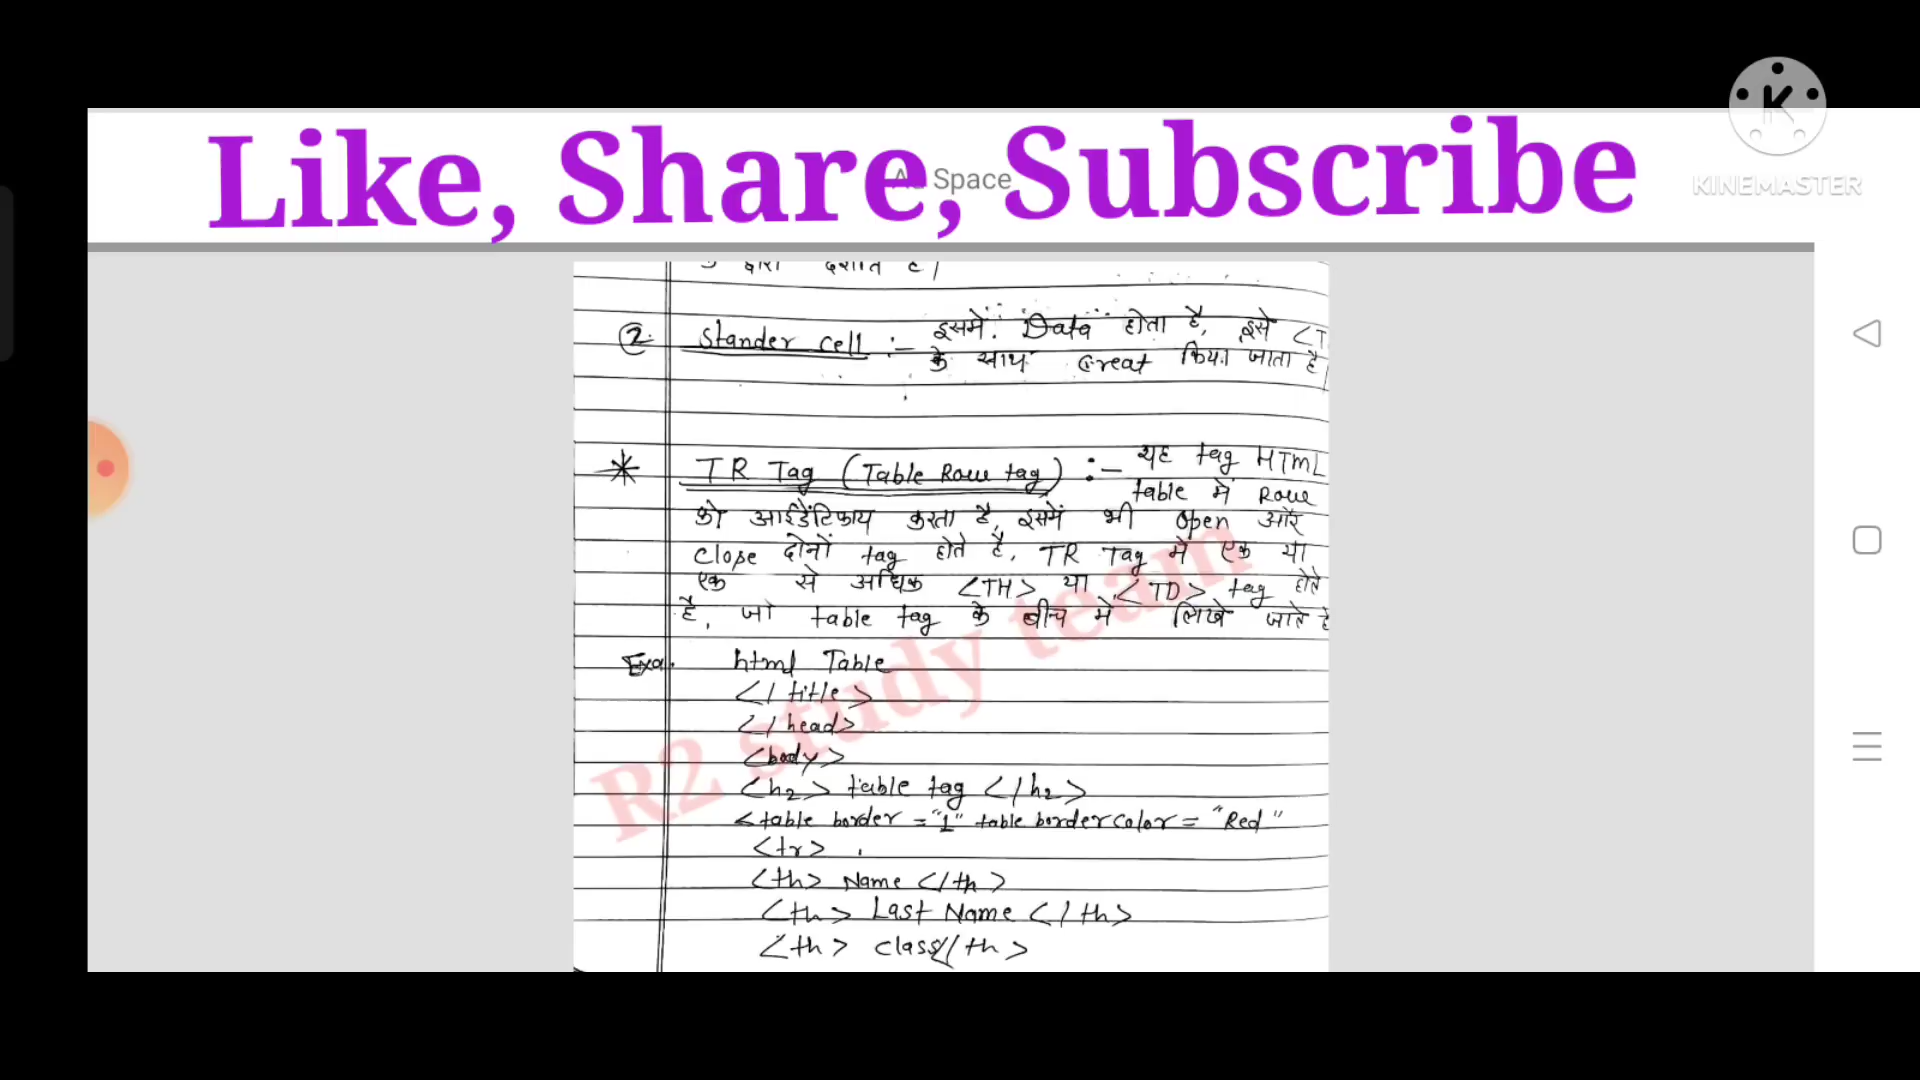 Like, Share, Subscribe
Space
KINEMASTER
द्वारा दर्शाते है।
2. Stander cell :- इसमें Data होता है, इसे <T
के साथ Great किया जाता है
* TR Tag (Table Row tag) :- यह tag HTML
table में Row
को आईडेंटिफाय करता है, इसमें भी open और
Close दोनों tag होते है, TR Tag में एक या
एक से अधिक <TH> या <TD> tag होते
है, जो table tag के बीच में लिखे जाते है
Exa. html Table
</title>
</head>
<body>
<h2> table tag </h2>
<table border = "1" table bordercolor = "Red"
<tr>
<th> Name </th>
<th> Last Name </th>
<th> class</th>
R2 study team